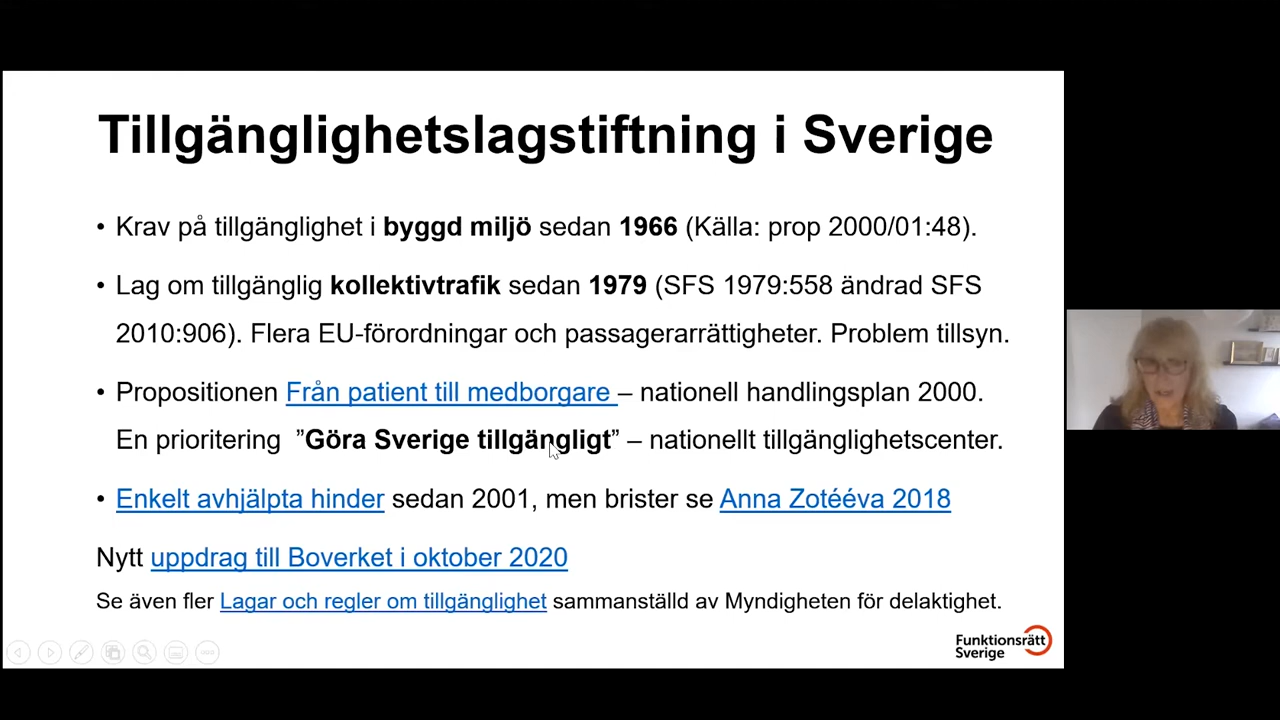 Tillgänglighetslagstiftning i Sverige
• Krav på tillgänglighet i byggd miljö sedan 1966 (Källa: prop 2000/01:48).
• Lag om tillgänglig kollektivtrafik sedan 1979 (SFS 1979:558 ändrad SFS
2010:906). Flera EU-förordningar och passagerarrättigheter. Problem tillsyn.
• Propositionen Från patient till medborgare – nationell handlingsplan 2000.
En prioritering ”Göra Sverige tillgängligt” – nationellt tillgänglighetscenter.
• Enkelt avhjälpta hinder sedan 2001, men brister se Anna Zotééva 2018
Nytt uppdrag till Boverket i oktober 2020
Se även fler Lagar och regler om tillgänglighet sammanställd av Myndigheten för delaktighet.
Funktionsrätt
Sverige